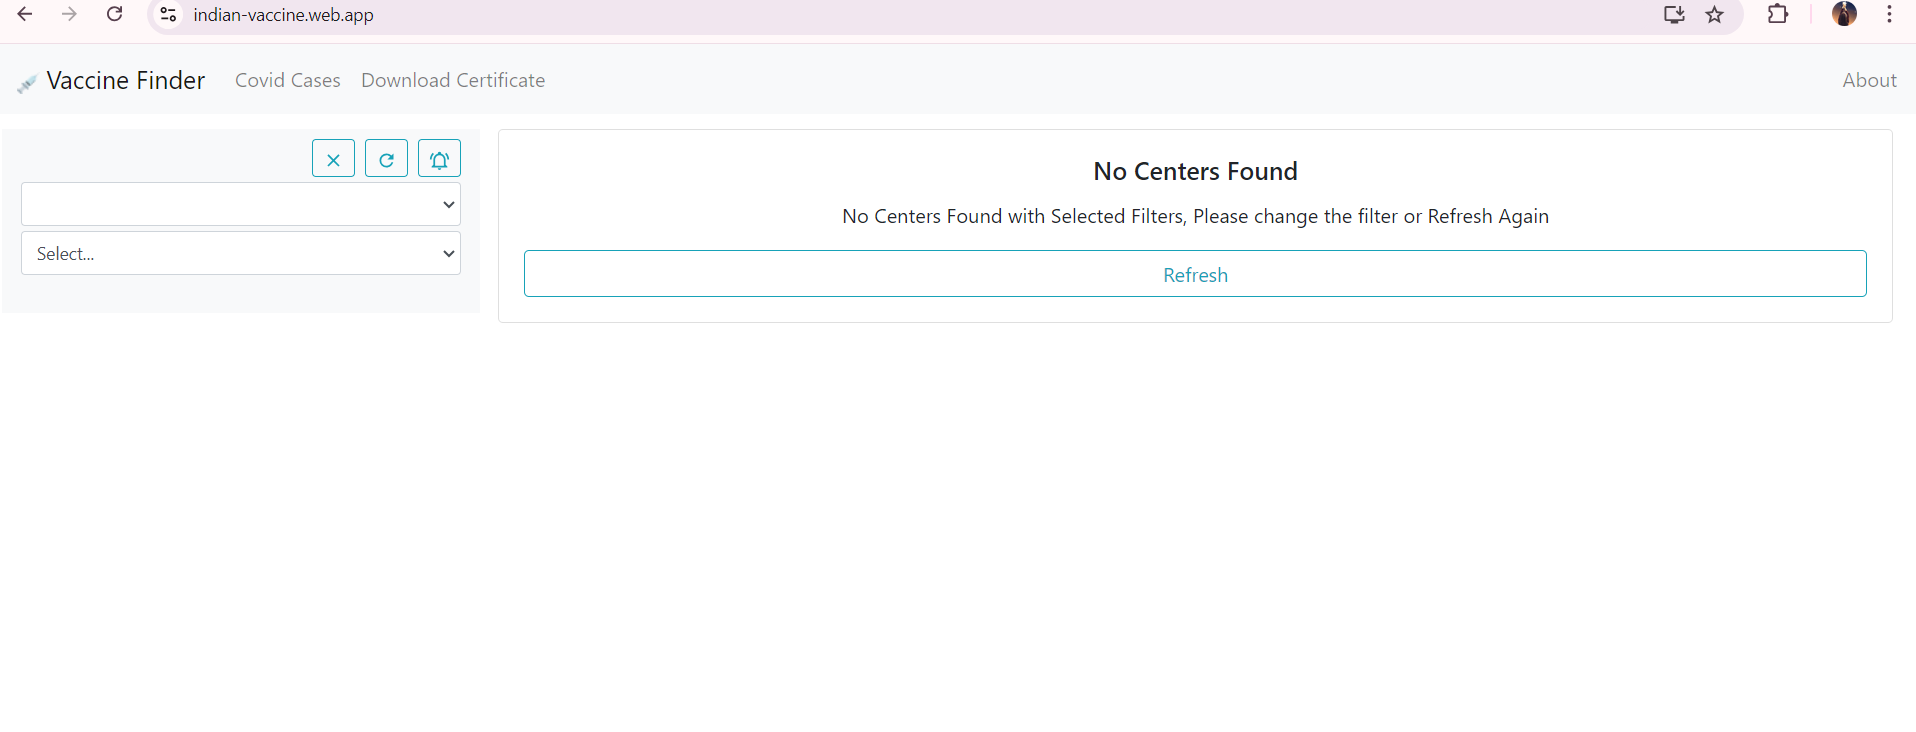 indian-vaccine.web.app
Vaccine Finder Covid Cases Download Certificate About
Select...
No Centers Found
No Centers Found with Selected Filters, Please change the filter or Refresh Again
Refresh